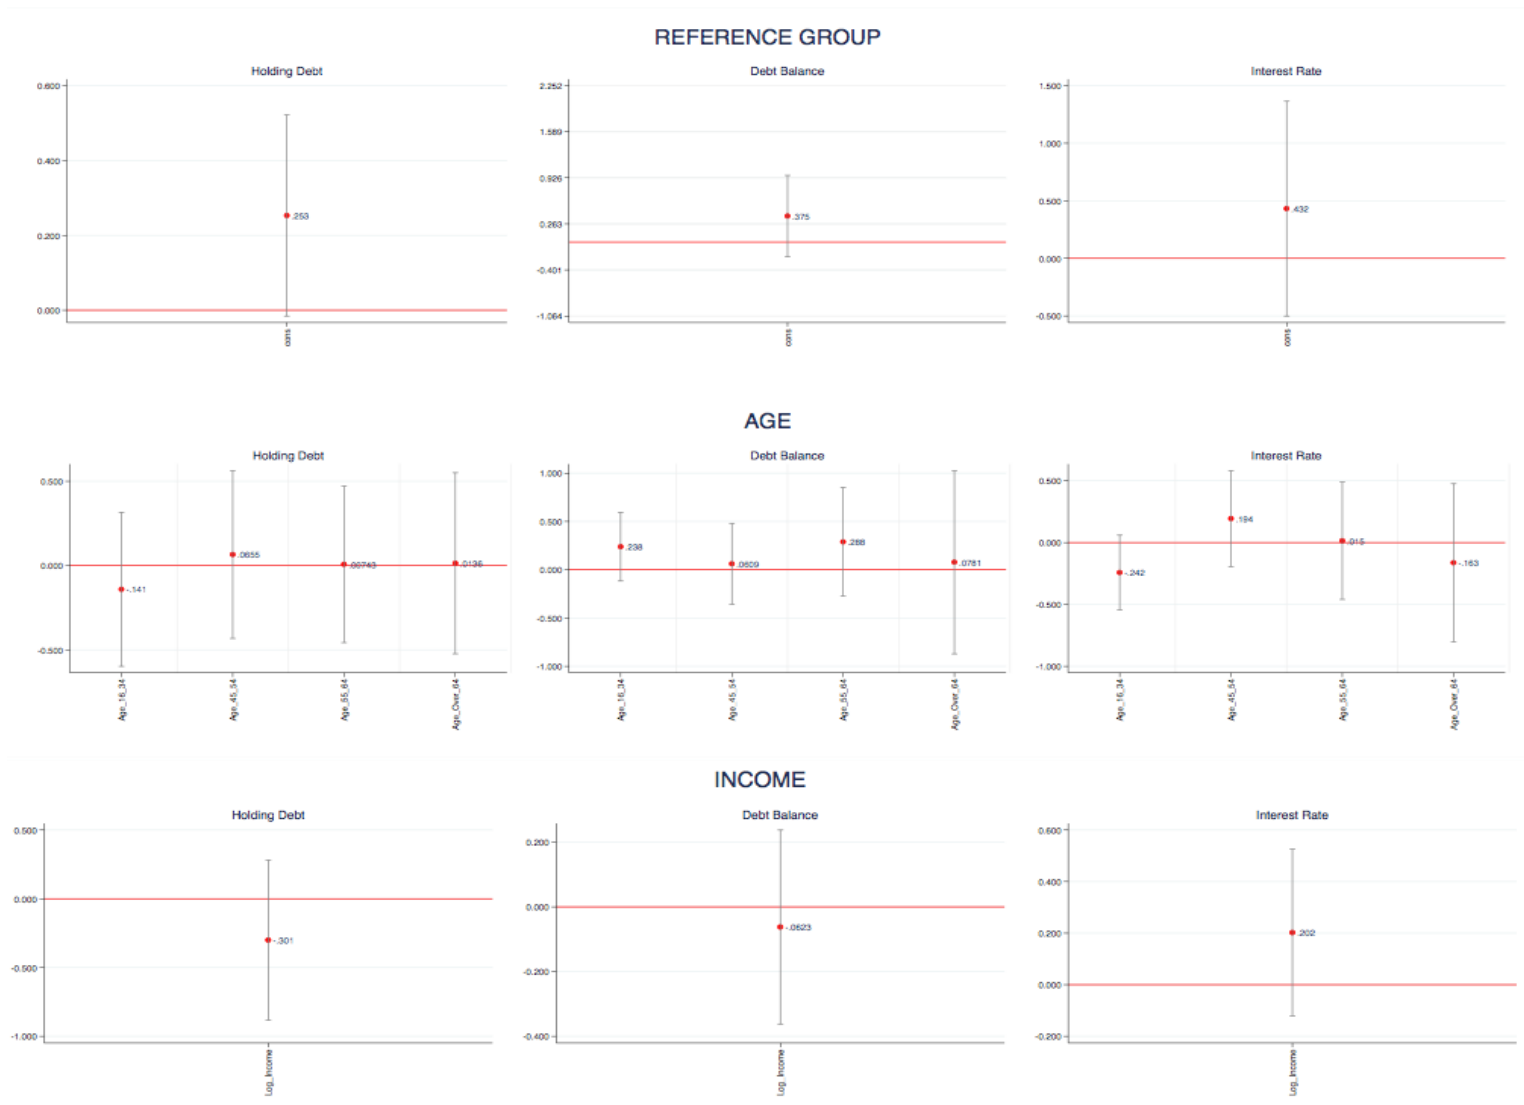 REFERENCE GROUP
Holding Debt
0.600
0.400
0.200
0.000
.253
cons
Debt Balance
2.252
1.589
0.926
0.263
-0.401
-1.064
.375
cons
Interest Rate
1.500
1.000
0.500
0.000
-0.500
.432
cons
AGE
Holding Debt
0.500
0.000
-0.500
-.141
.0655
.00743
.0136
Age_16_34
Age_45_54
Age_55_64
Age_Over_64
Debt Balance
1.000
0.500
0.000
-0.500
-1.000
.238
.0609
.288
.0781
Age_16_34
Age_45_54
Age_55_64
Age_Over_64
Interest Rate
0.500
0.000
-0.500
-1.000
-.242
.194
.015
-.163
Age_16_34
Age_45_54
Age_55_64
Age_Over_64
INCOME
Holding Debt
0.500
0.000
-0.500
-1.000
-.301
Log_Income
Debt Balance
0.200
0.000
-0.200
-0.400
-.0623
Log_Income
Interest Rate
0.600
0.400
0.200
0.000
-0.200
.202
Log_Income